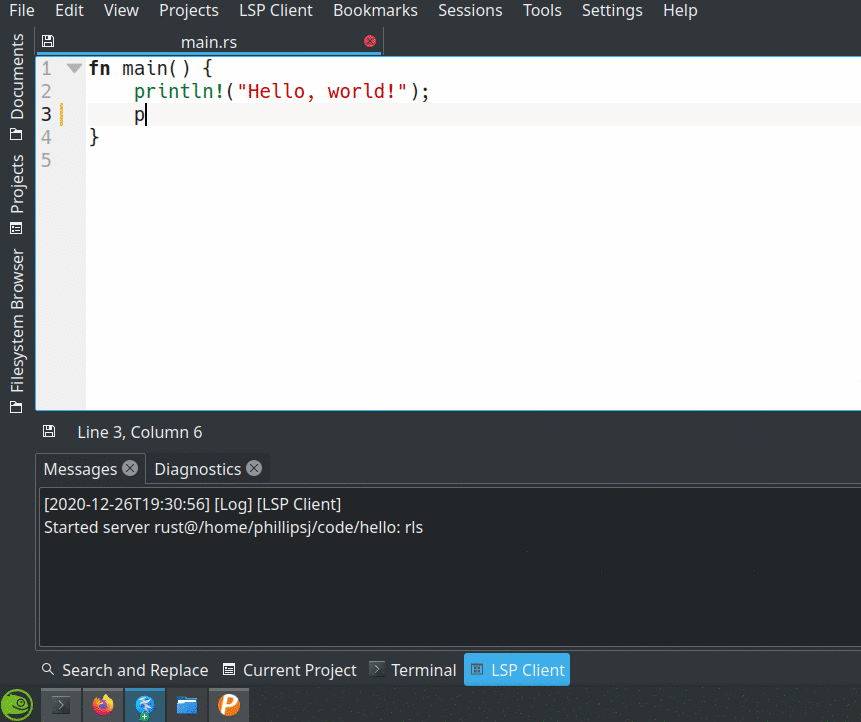 File Edit View Projects LSP Client Bookmarks Sessions Tools Settings Help
Documents
Projects
Filesystem Browser
main.rs
1 fn main() {
2 println!("Hello, world!");
3 p
4 }
5
Line 3, Column 6
Messages Diagnostics
[2020-12-26T19:30:56] [Log] [LSP Client]
Started server rust@/home/phillipsj/code/hello: rls
Search and Replace Current Project Terminal LSP Client